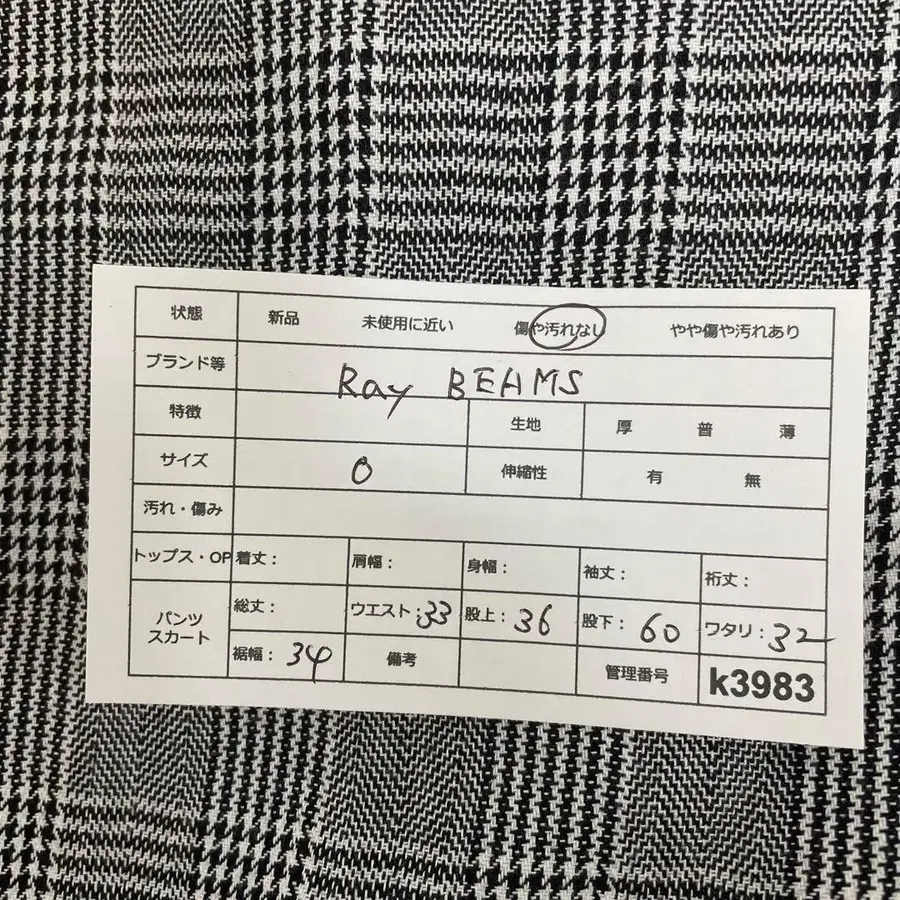 状態 新品 未使用に近い 傷や汚れなし やや傷や汚れあり
ブランド等 Ray BEAMS
特徴 生地 厚 普 薄
サイズ 0 伸縮性 有 無
汚れ・傷み
トップス・OP 着丈： 肩幅： 身幅： 袖丈： 裄丈：
パンツ スカート 総丈： ウエスト：33 股上：36 股下：60 ワタリ：32
裾幅：34 備考 管理番号 k3983